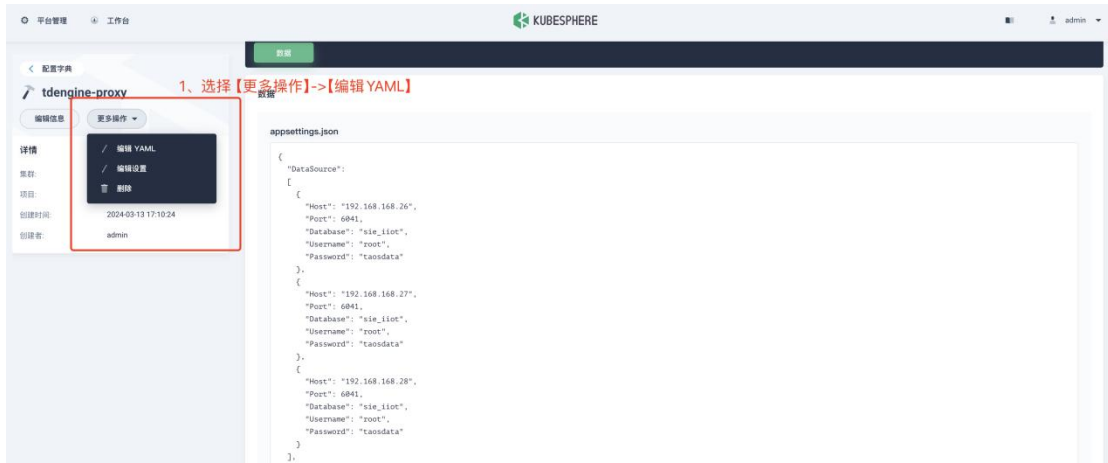 平台管理 工作台 KUBESPHERE admin
配置字典
tdengine-proxy
编辑信息 更多操作
编辑 YAML
编辑设置
删除
详情
集群:
项目:
创建时间: 2024-03-13 17:10:24
创建者: admin
数据
1、选择【更多操作】->【编辑YAML】
数据
appsettings.json
{
"DataSource":
[
{
"Host": "192.168.168.26",
"Port": 6041,
"Database": "sie_iiot",
"Username": "root",
"Password": "taosdata"
},
{
"Host": "192.168.168.27",
"Port": 6041,
"Database": "sie_iiot",
"Username": "root",
"Password": "taosdata"
},
{
"Host": "192.168.168.28",
"Port": 6041,
"Database": "sie_iiot",
"Username": "root",
"Password": "taosdata"
}
],